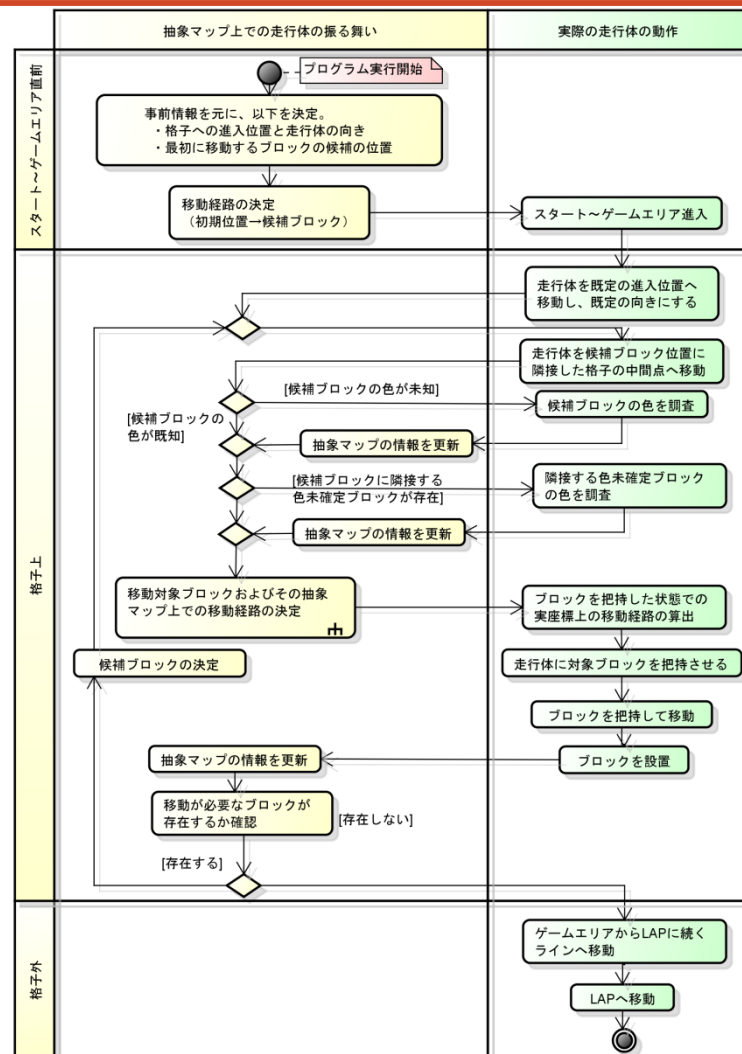 抽象マップ上での走行体の振る舞い
実際の走行体の動作
スタート～ゲームエリア直前
プログラム実行開始
事前情報を元に、以下を決定。
・格子への進入位置と走行体の向き
・最初に移動するブロックの候補の位置
移動経路の決定
（初期位置→候補ブロック）
スタート～ゲームエリア進入
格子上
走行体を既定の進入位置へ
移動し、既定の向きにする
走行体を候補ブロック位置に
隣接した格子の中間点へ移動
[候補ブロックの色が未知]
候補ブロックの色を調査
[候補ブロックの
色が既知]
抽象マップの情報を更新
[候補ブロックに隣接する
色未確定ブロックが存在]
隣接する色未確定ブロック
の色を調査
抽象マップの情報を更新
移動対象ブロックおよびその抽象
マップ上での移動経路の決定
ブロックを把持した状態での
実座標上の移動経路の算出
候補ブロックの決定
走行体に対象ブロックを把持させる
ブロックを把持して移動
抽象マップの情報を更新
ブロックを設置
移動が必要なブロックが
存在するか確認
[存在しない]
[存在する]
格子外
ゲームエリアからLAPに続く
ラインへ移動
LAPへ移動